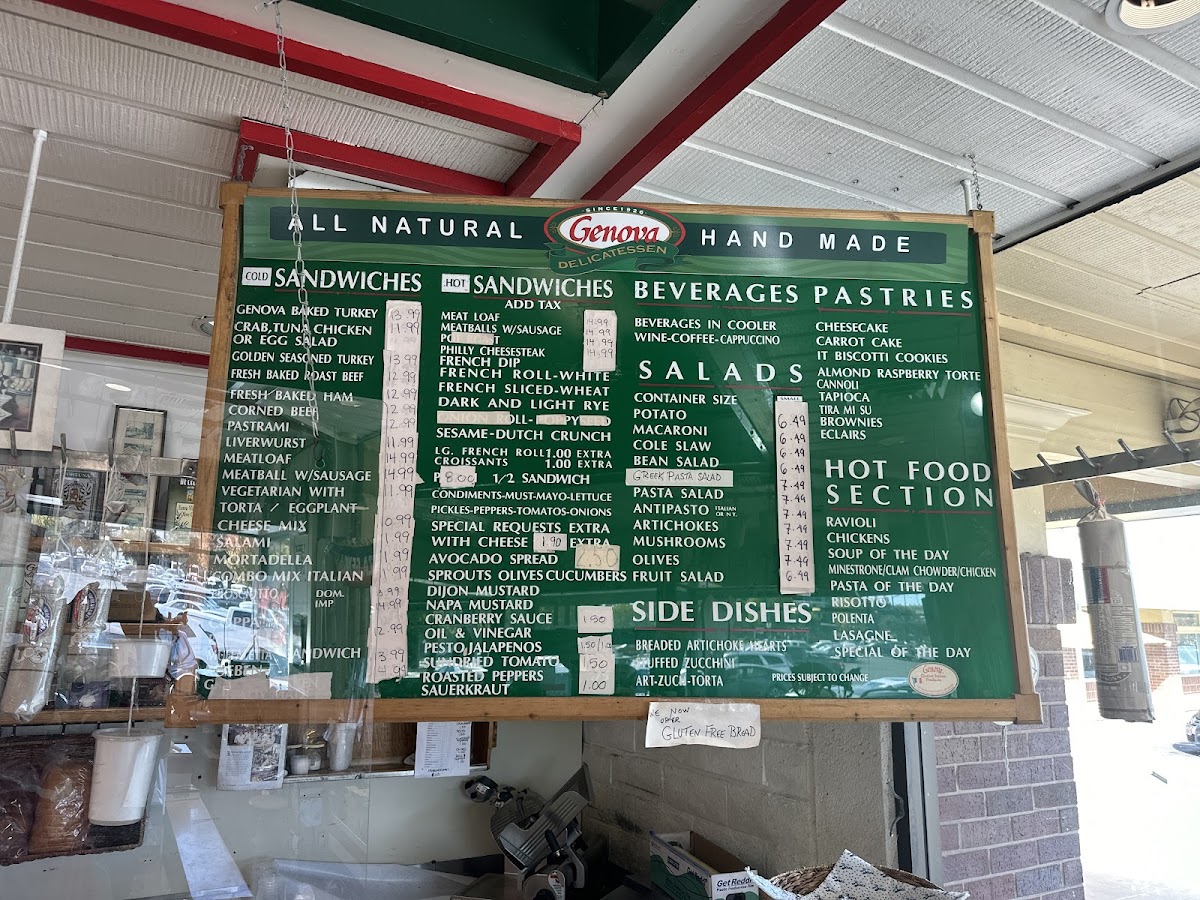 ALL NATURAL
SINCE 1926
Genova
DELICATESSEN
HAND MADE
COLD SANDWICHES
GENOVA BAKED TURKEY 13.99
CRAB, TUNA, CHICKEN 11.99
OR EGG SALAD
GOLDEN SEASONED TURKEY 13.99
FRESH BAKED ROAST BEEF 12.99
FRESH BAKED HAM 12.99
CORNED BEEF 12.99
PASTRAMI
LIVERWURST 11.99
MEATLOAF 14.99
MEATBALL W/SAUSAGE 14.99
VEGETARIAN WITH 11.99
TORTA / EGGPLANT
CHEESE MIX 10.99
SALAMI
MORTADELLA
COMBO MIX ITALIAN
DOM.
IMP 14.99
12.99
SANDWICH 13.99
HOT SANDWICHES
ADD TAX
MEAT LOAF 14.99
MEATBALLS W/SAUSAGE 14.99
14.99
PHILLY CHEESESTEAK 14.99
FRENCH DIP
FRENCH ROLL-WHITE
FRENCH SLICED-WHEAT
DARK AND LIGHT RYE
SESAME-DUTCH CRUNCH
LG. FRENCH ROLL 1.00 EXTRA
CROISSANTS 1.00 EXTRA
8.00 1/2 SANDWICH
CONDIMENTS-MUST-MAYO-LETTUCE
PICKLES-PEPPERS-TOMATOS-ONIONS
SPECIAL REQUESTS EXTRA
WITH CHEESE 1.90 EXTRA
AVOCADO SPREAD 2.50
SPROUTS OLIVES CUCUMBERS
DIJON MUSTARD
NAPA MUSTARD
CRANBERRY SAUCE 1.50
OIL & VINEGAR
PESTO/JALAPENOS
SUNDRIED TOMATO 1.50
ROASTED PEPPERS
SAUERKRAUT 1.00
BEVERAGES
BEVERAGES IN COOLER
WINE-COFFEE-CAPPUCCINO
SALADS
CONTAINER SIZE SMALL
POTATO 6.49
MACARONI 6.49
COLE SLAW 6.49
BEAN SALAD 6.49
GREEK PASTA SALAD 7.49
PASTA SALAD 7.49
ANTIPASTO ITALIAN OR N.Y. 7.49
ARTICHOKES 7.49
MUSHROOMS 7.49
OLIVES 7.49
FRUIT SALAD 6.49
SIDE DISHES
BREADED ARTICHOKE HEARTS
STUFFED ZUCCHINI
ART-ZUCH-TORTA
PASTRIES
CHEESECAKE
CARROT CAKE
IT BISCOTTI COOKIES
ALMOND RASPBERRY TORTE
CANNOLI
TAPIOCA
TIRA MI SU
BROWNIES
ECLAIRS
HOT FOOD
SECTION
RAVIOLI
CHICKENS
SOUP OF THE DAY
MINESTRONE/CLAM CHOWDER/CHICKEN
PASTA OF THE DAY
RISOTTO
POLENTA
LASAGNE
SPECIAL OF THE DAY
PRICES SUBJECT TO CHANGE
Genova
WE NOW
OFFER
GLUTEN FREE BREAD